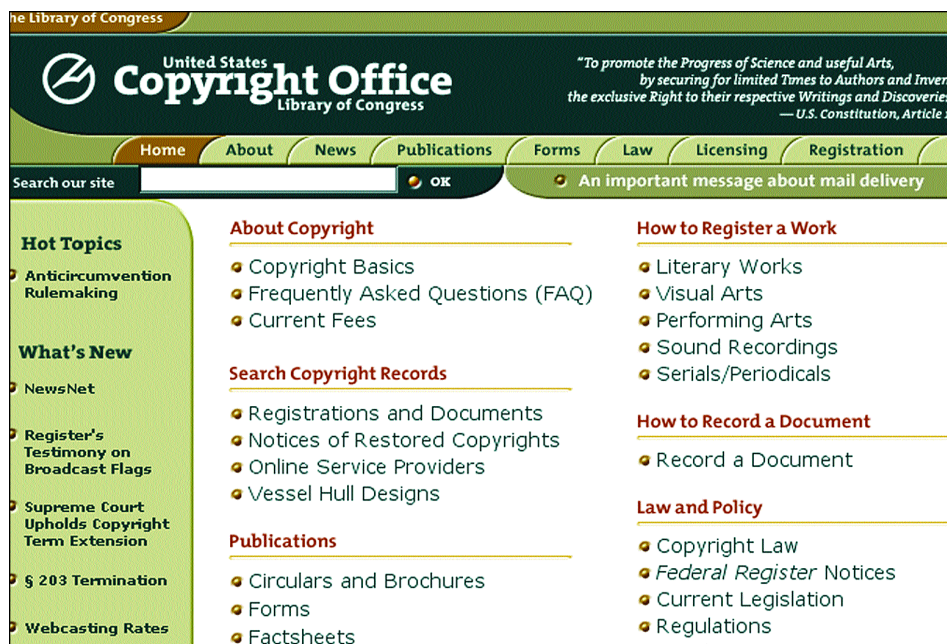 he Library of Congress
United States
Copyright Office
Library of Congress
"To promote the Progress of Science and useful Arts,
by securing for limited Times to Authors and Inven
the exclusive Right to their respective Writings and Discoveries
— U.S. Constitution, Article
Home About News Publications Forms Law Licensing Registration
Search our site OK An important message about mail delivery
Hot Topics
Anticircumvention
Rulemaking
What's New
NewsNet
Register's
Testimony on
Broadcast Flags
Supreme Court
Upholds Copyright
Term Extension
§ 203 Termination
Webcasting Rates
About Copyright
Copyright Basics
Frequently Asked Questions (FAQ)
Current Fees
Search Copyright Records
Registrations and Documents
Notices of Restored Copyrights
Online Service Providers
Vessel Hull Designs
Publications
Circulars and Brochures
Forms
Factsheets
How to Register a Work
Literary Works
Visual Arts
Performing Arts
Sound Recordings
Serials/Periodicals
How to Record a Document
Record a Document
Law and Policy
Copyright Law
Federal Register Notices
Current Legislation
Regulations